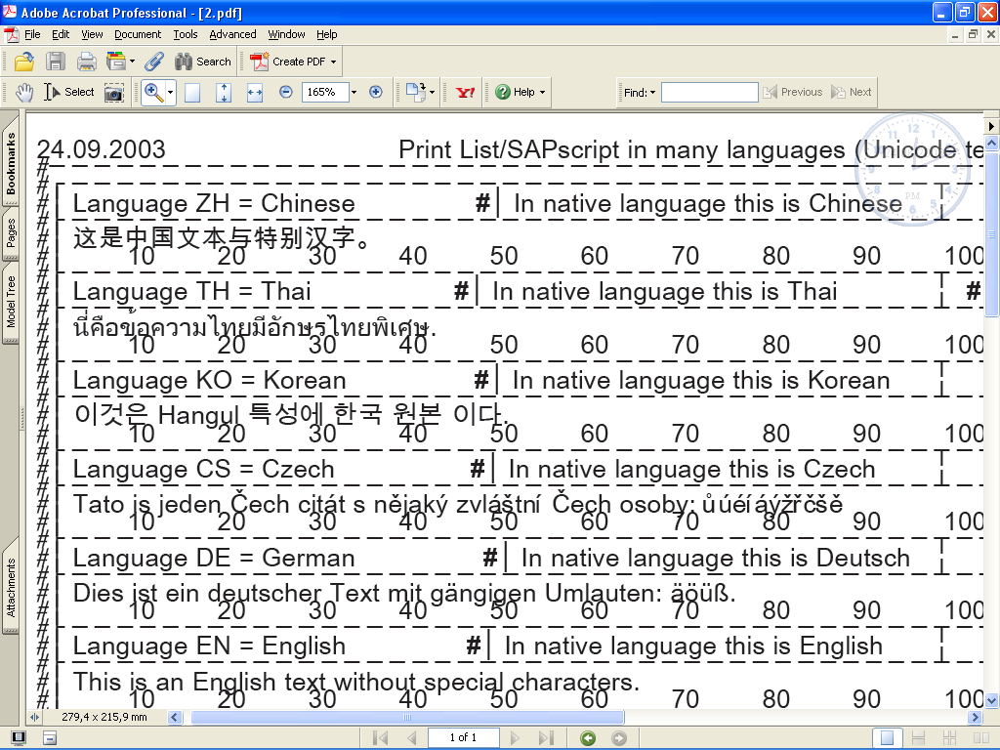 Adobe Acrobat Professional - [2.pdf]
File Edit View Document Tools Advanced Window Help
Search Create PDF
Select 165% Y! Help Find: Previous Next
Bookmarks
Pages
Model Tree
Attachments
24.09.2003 Print List/SAPscript in many languages (Unicode te
12
PM
# Language ZH = Chinese #| In native language this is Chinese
# 这是中国文本与特别汉字。
# 10 20 30 40 50 60 70 80 90 100
# Language TH = Thai #| In native language this is Thai #
# นี่คือข้อความไทยมีอักษรไทยพิเศษ.
# 10 20 30 40 50 60 70 80 90 100
# Language KO = Korean #| In native language this is Korean
# 이것은 Hangul 특성에 한국 원본 이다.
# 10 20 30 40 50 60 70 80 90 100
# Language CS = Czech #| In native language this is Czech
# Tato is jeden Čech citát s nějaký zvláštní Čech osoby: ůúéíáýžřčšě
# 10 20 30 40 50 60 70 80 90 100
# Language DE = German #| In native language this is Deutsch
# Dies ist ein deutscher Text mit gängigen Umlauten: äöüß.
# 10 20 30 40 50 60 70 80 90 100
# Language EN = English #| In native language this is English
# This is an English text without special characters.
# 10 20 30 40 50 60 70 80 90 100
279,4 x 215,9 mm
1 of 1